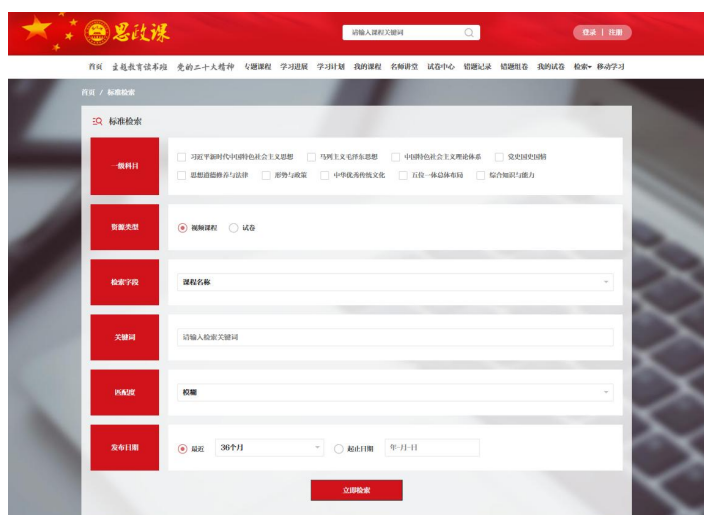 思政课
请输入课程关键词
登录 | 注册
首页 主题教育读本班 党的二十大精神 专题课程 学习进展 学习计划 我的课程 名师讲堂 试卷中心 错题记录 错题组卷 我的试卷 检索 移动学习
首页 / 标准检索
标准检索
一级科目
习近平新时代中国特色社会主义思想 马列主义毛泽东思想 中国特色社会主义理论体系 党史国史国情
思想道德修养与法律 形势与政策 中华优秀传统文化 五位一体总体布局 综合知识与能力
资源类型
视频课程 试卷
检索字段
课程名称
关键词
请输入检索关键词
匹配度
模糊
发布日期
最近 36个月 起止日期 年-月-日
立即检索